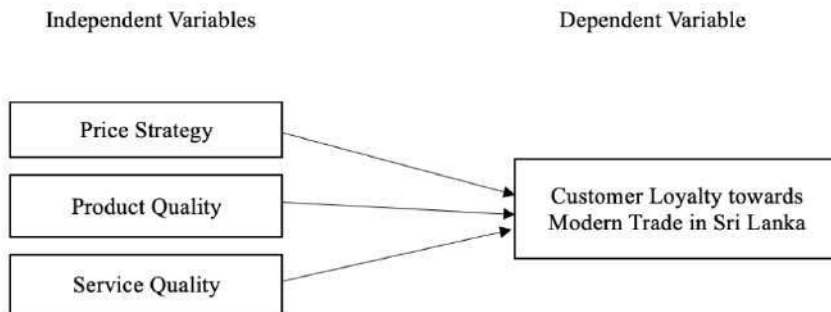 Independent Variables
Dependent Variable
Price Strategy
Product Quality
Service Quality
Customer Loyalty towards
Modern Trade in Sri Lanka